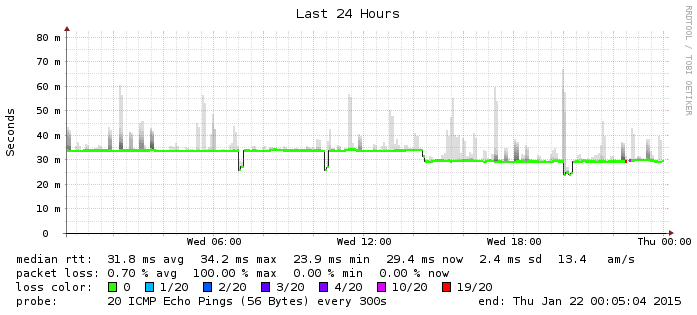 Last 24 Hours
RRDTOOL / TOBI OETIKER
Seconds
80 m
70 m
60 m
50 m
40 m
30 m
20 m
10 m
0
Wed 06:00 Wed 12:00 Wed 18:00 Thu 00:00
median rtt: 31.8 ms avg 34.2 ms max 23.9 ms min 29.4 ms now 2.4 ms sd 13.4 am/s
packet loss: 0.70 % avg 100.00 % max 0.00 % min 0.00 % now
loss color: 0 1/20 2/20 3/20 4/20 10/20 19/20
probe: 20 ICMP Echo Pings (56 Bytes) every 300s end: Thu Jan 22 00:05:04 2015